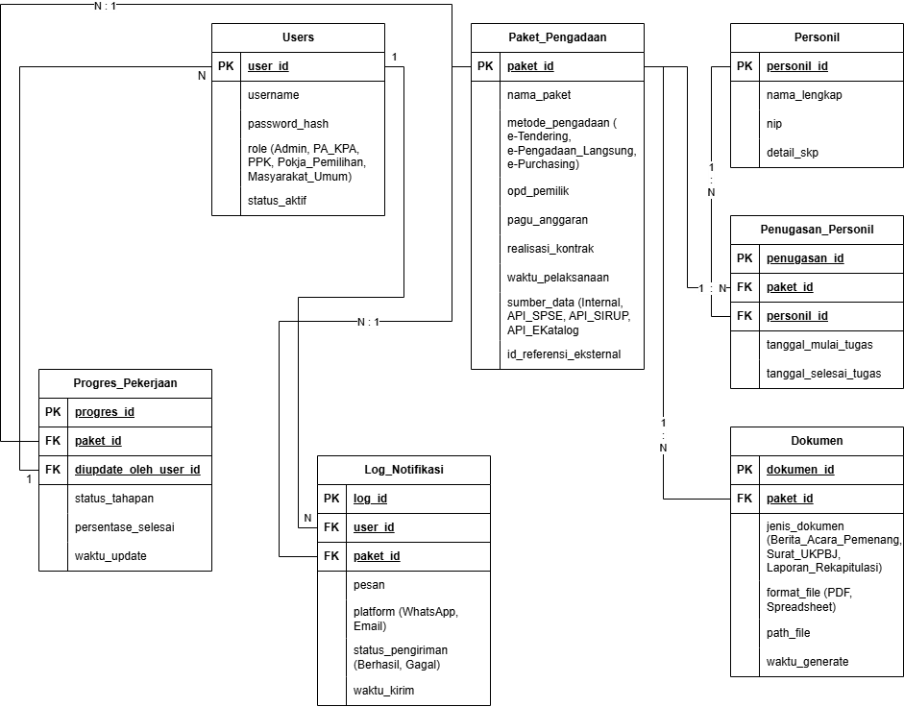 N : 1
Users
PK user_id
username
password_hash
role (Admin, PA_KPA,
PPK, Pokja_Pemilihan,
Masyarakat_Umum)
status_aktif
N
1
Paket_Pengadaan
PK paket_id
nama_paket
metode_pengadaan (
e-Tendering,
e-Pengadaan_Langsung,
e-Purchasing)
opd_pemilik
pagu_anggaran
realisasi_kontrak
waktu_pelaksanaan
sumber_data (Internal,
API_SPSE, API_SIRUP,
API_EKatalog
id_referensi_eksternal
Personil
PK personil_id
nama_lengkap
nip
detail_skp
1
:
N
Penugasan_Personil
PK penugasan_id
FK paket_id
FK personil_id
tanggal_mulai_tugas
tanggal_selesai_tugas
1 : N
N : 1
Progres_Pekerjaan
PK progres_id
FK paket_id
FK diupdate_oleh_user_id
status_tahapan
persentase_selesai
waktu_update
1
Log_Notifikasi
PK log_id
FK user_id
FK paket_id
pesan
platform (WhatsApp,
Email)
status_pengiriman
(Berhasil, Gagal)
waktu_kirim
N
1
:
N
Dokumen
PK dokumen_id
FK paket_id
jenis_dokumen
(Berita_Acara_Pemenang,
Surat_UKPBJ,
Laporan_Rekapitulasi)
format_file (PDF,
Spreadsheet)
path_file
waktu_generate